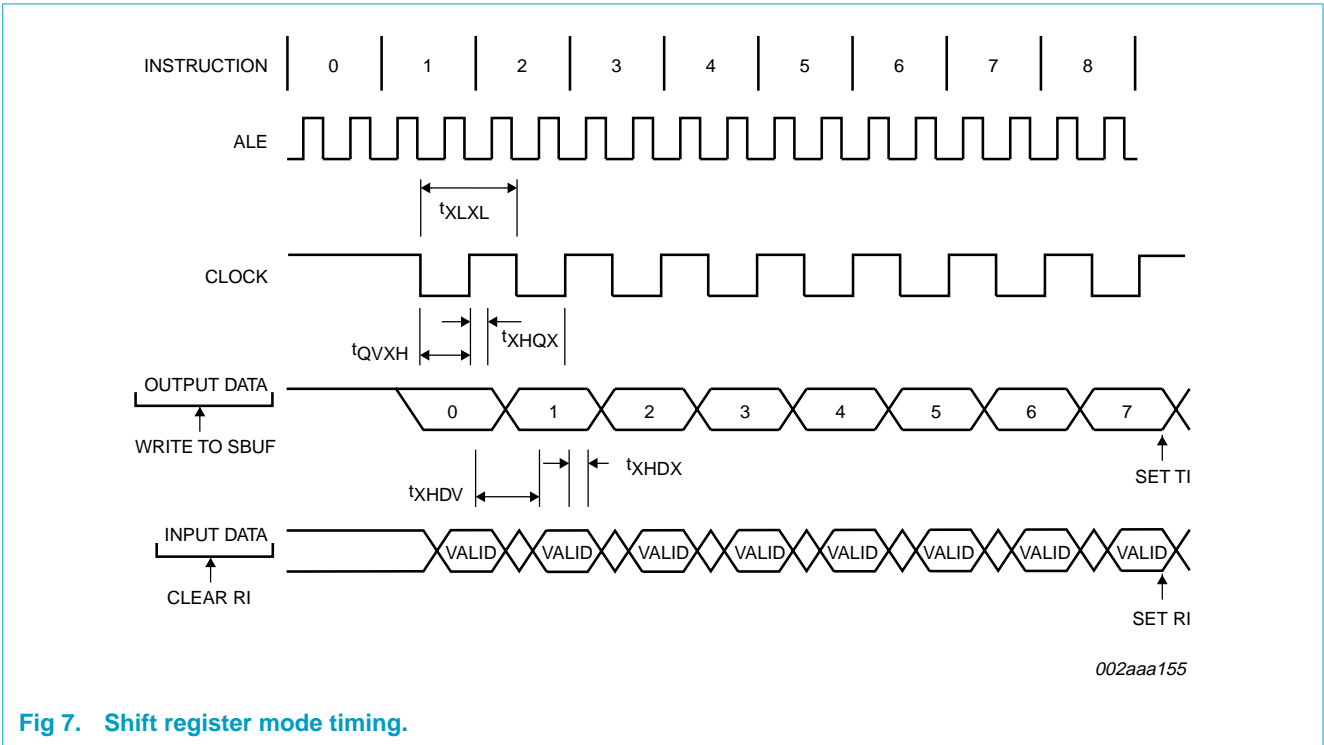 INSTRUCTION 0 1 2 3 4 5 6 7 8
ALE
tXLXL
CLOCK
tQVXH tXHQX
OUTPUT DATA 0 1 2 3 4 5 6 7
WRITE TO SBUF
SET TI
tXHDV tXHDX
INPUT DATA VALID VALID VALID VALID VALID VALID VALID VALID
CLEAR RI
SET RI
002aaa155
Fig 7. Shift register mode timing.